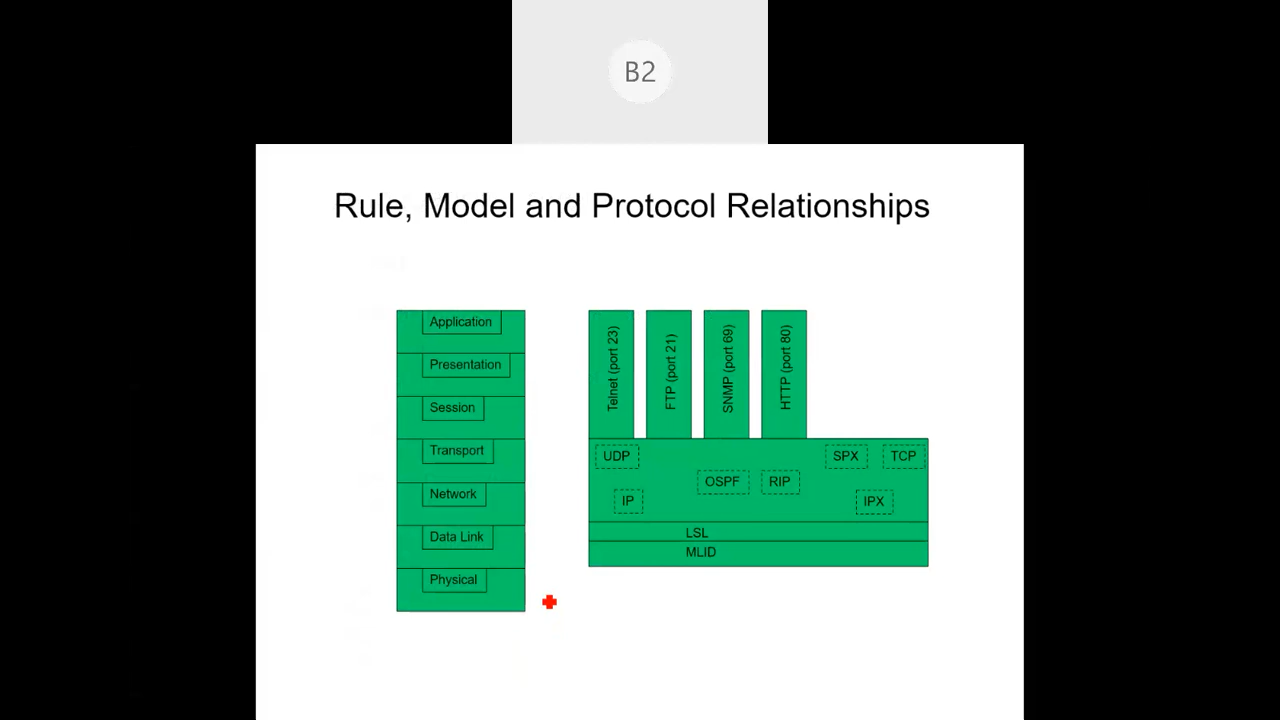 B2
Rule, Model and Protocol Relationships
Application
Presentation
Session
Transport
Network
Data Link
Physical
Telnet (port 23)
FTP (port 21)
SNMP (port 69)
HTTP (port 80)
UDP
SPX
TCP
OSPF
RIP
IP
IPX
LSL
MLID